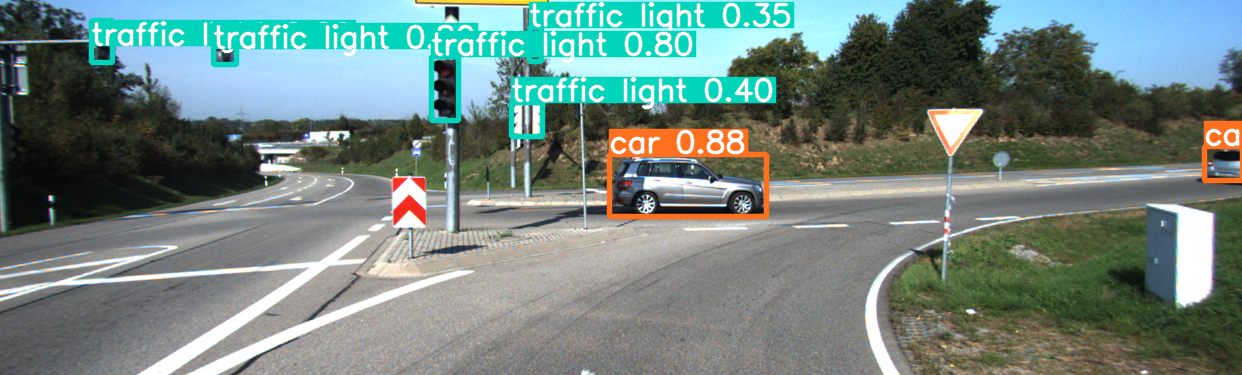 traffic light 0.35
traffic l
traffic light 0.
traffic light 0.80
traffic light 0.40
car 0.88
ca